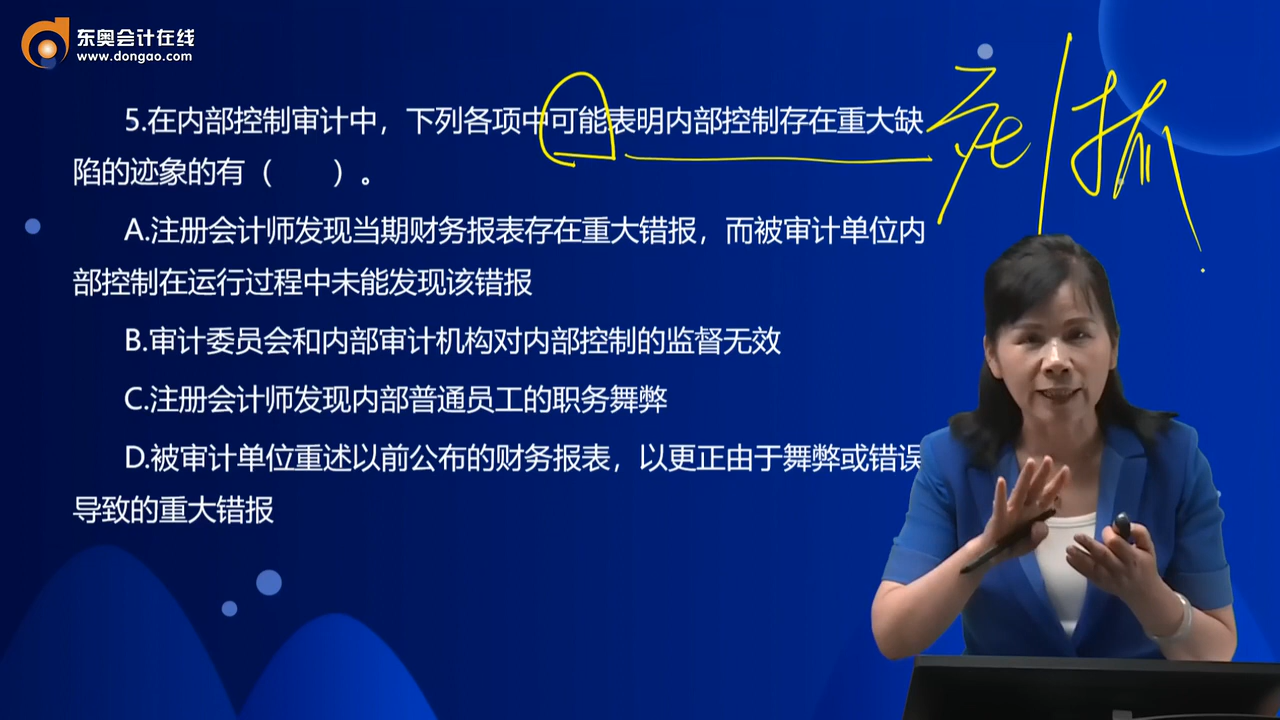 东奥会计在线
www.dongao.com
5.在内部控制审计中，下列各项中可能表明内部控制存在重大缺
陷的迹象的有（　　）。
A.注册会计师发现当期财务报表存在重大错报，而被审计单位内
部控制在运行过程中未能发现该错报
B.审计委员会和内部审计机构对内部控制的监督无效
C.注册会计师发现内部普通员工的职务舞弊
D.被审计单位重述以前公布的财务报表，以更正由于舞弊或错误
导致的重大错报